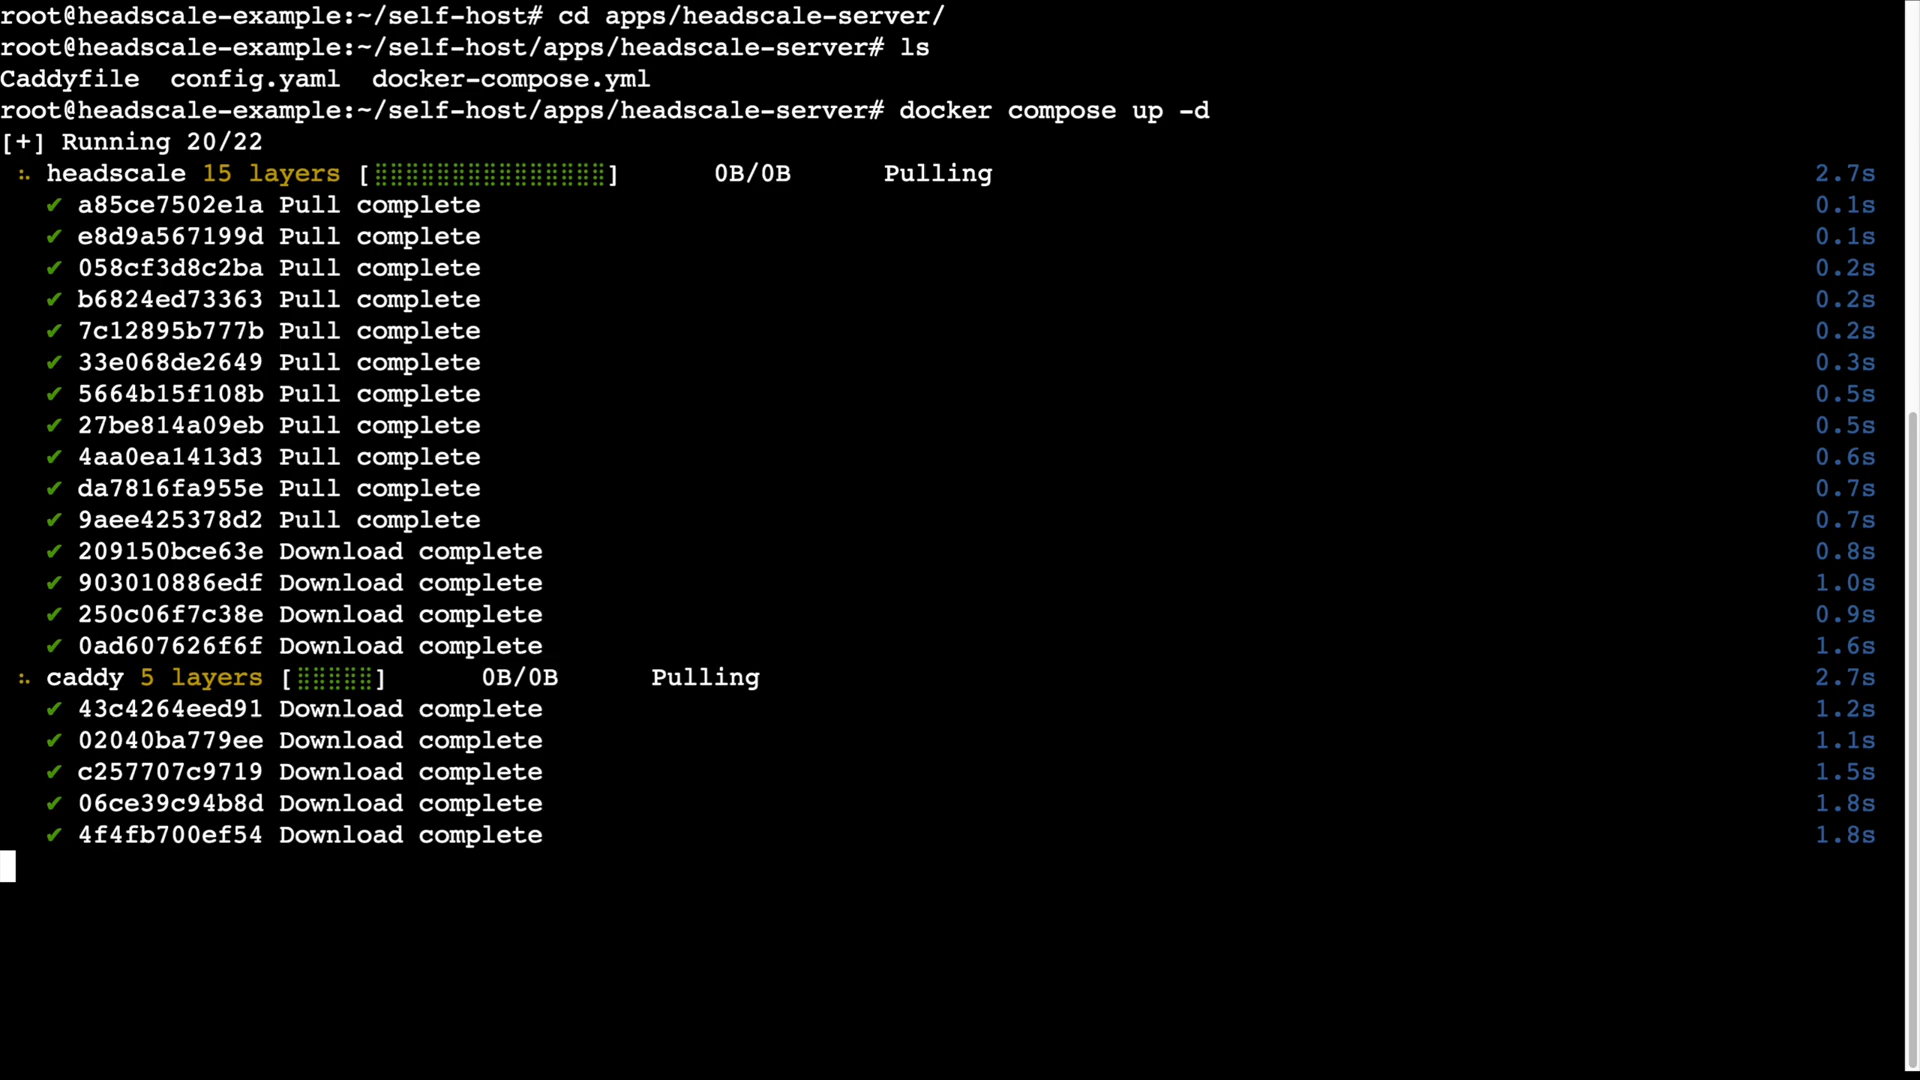 root@headscale-example:~/self-host# cd apps/headscale-server/
root@headscale-example:~/self-host/apps/headscale-server# ls
Caddyfile  config.yaml  docker-compose.yml
root@headscale-example:~/self-host/apps/headscale-server# docker compose up -d
[+] Running 20/22
headscale 15 layers [⣿⣿⣿⣿⣿⣿⣿⣿⣿⣿⣿⣿⣿⣿⣿] 0B/0B Pulling 2.7s
✔ a85ce7502e1a Pull complete 0.1s
✔ e8d9a567199d Pull complete 0.1s
✔ 058cf3d8c2ba Pull complete 0.2s
✔ b6824ed73363 Pull complete 0.2s
✔ 7c12895b777b Pull complete 0.2s
✔ 33e068de2649 Pull complete 0.3s
✔ 5664b15f108b Pull complete 0.5s
✔ 27be814a09eb Pull complete 0.5s
✔ 4aa0ea1413d3 Pull complete 0.6s
✔ da7816fa955e Pull complete 0.7s
✔ 9aee425378d2 Pull complete 0.7s
✔ 209150bce63e Download complete 0.8s
✔ 903010886edf Download complete 1.0s
✔ 250c06f7c38e Download complete 0.9s
✔ 0ad607626f6f Download complete 1.6s
caddy 5 layers [⣿⣿⣿⣿⣿] 0B/0B Pulling 2.7s
✔ 43c4264eed91 Download complete 1.2s
✔ 02040ba779ee Download complete 1.1s
✔ c257707c9719 Download complete 1.5s
✔ 06ce39c94b8d Download complete 1.8s
✔ 4f4fb700ef54 Download complete 1.8s